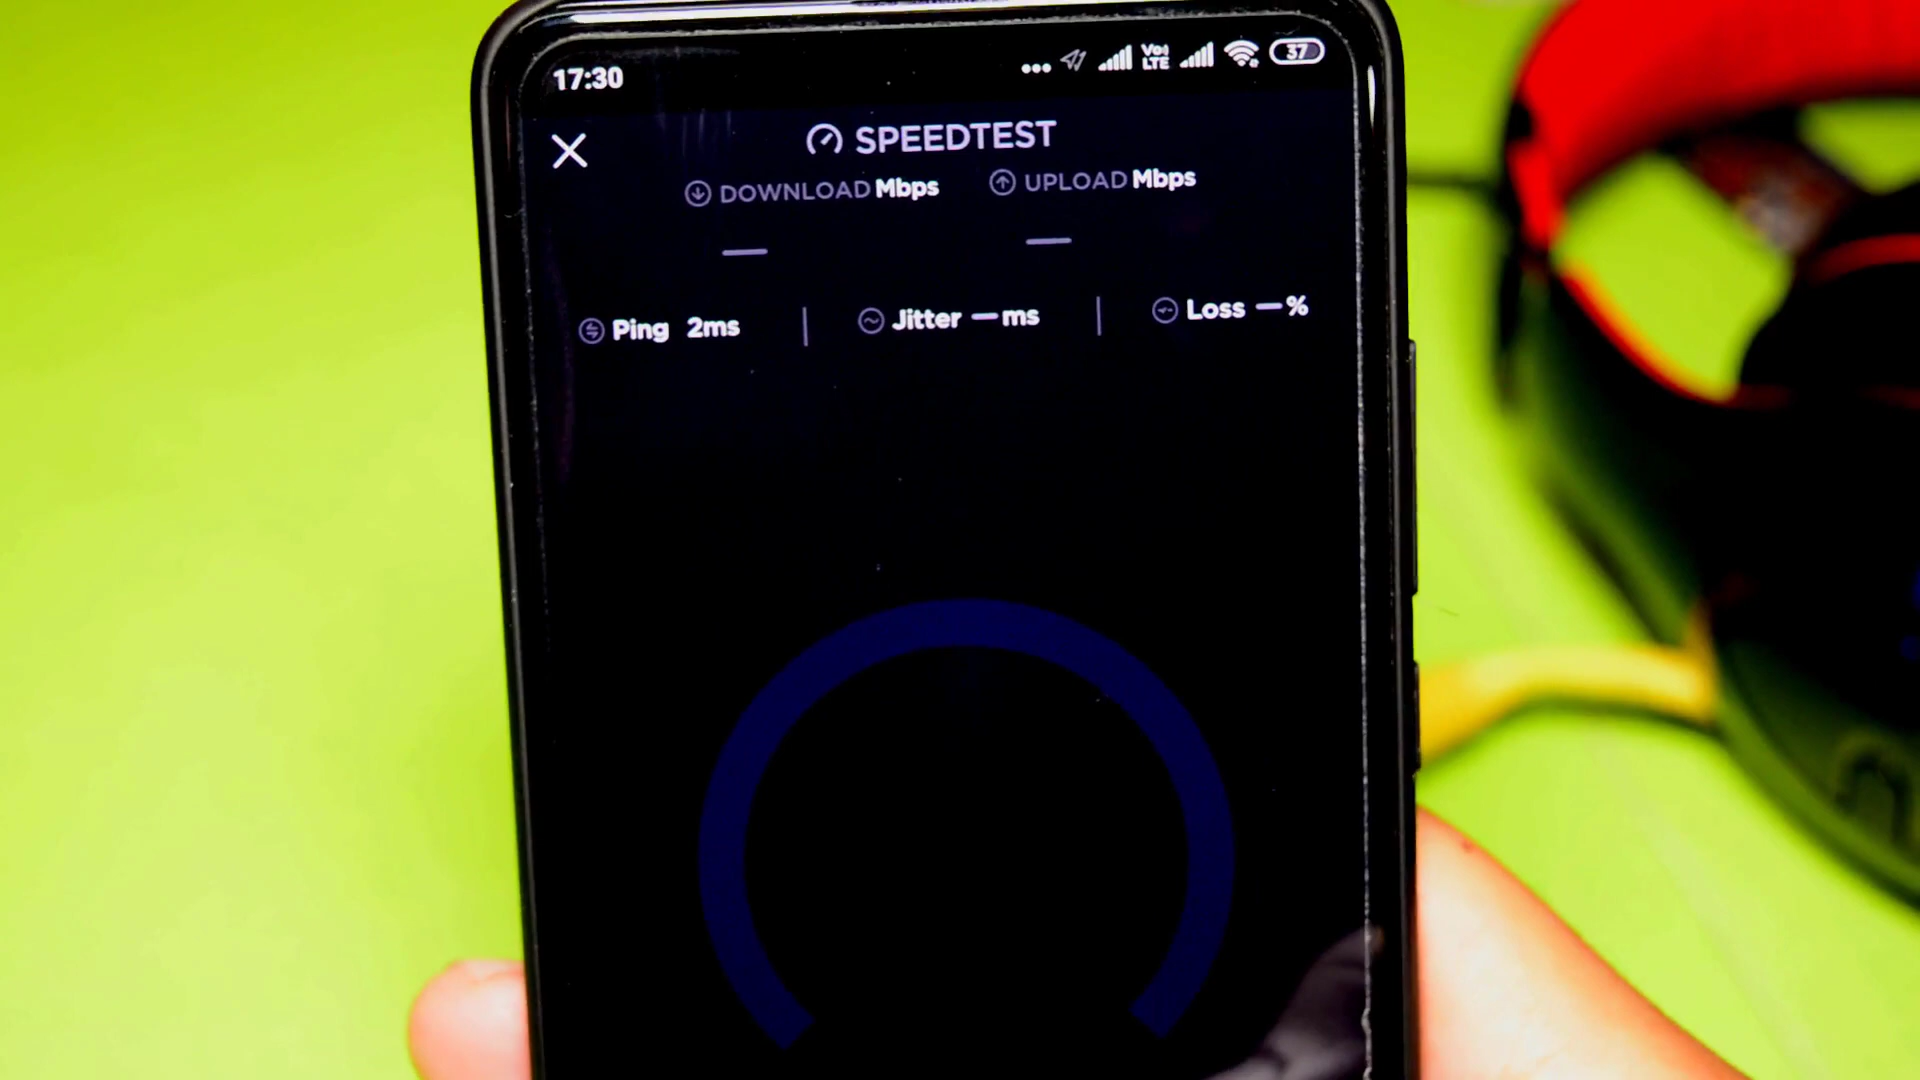 17:30 ... Vo) LTE 37
SPEEDTEST
DOWNLOAD Mbps UPLOAD Mbps
— —
Ping 2ms | Jitter — ms | Loss — %